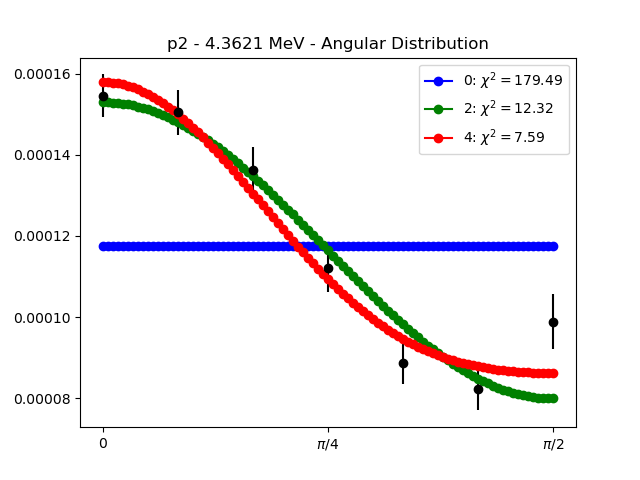 p2 - 4.3621 MeV - Angular Distribution
0: χ² = 179.49
2: χ² = 12.32
4: χ² = 7.59
0.00016
0.00014
0.00012
0.00010
0.00008
0
π/4
π/2